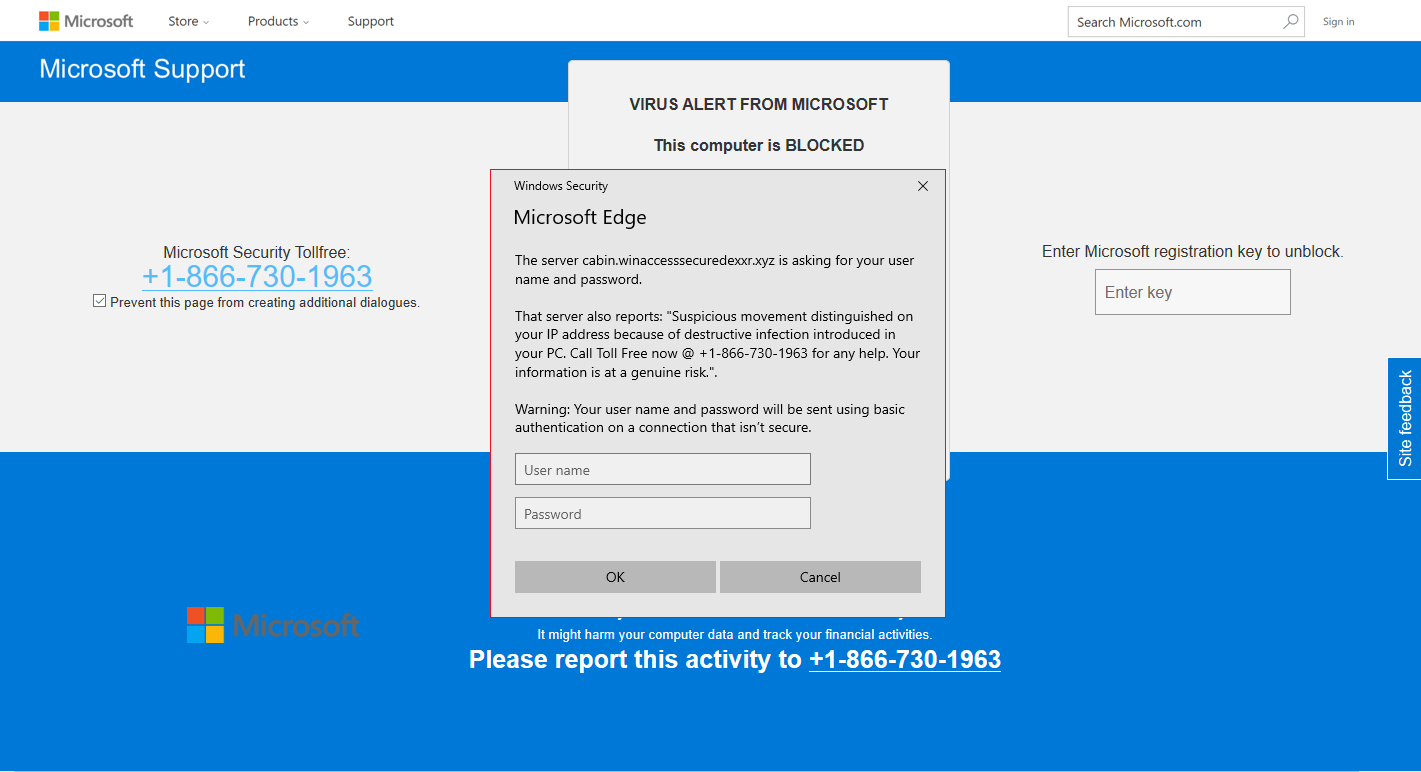 Microsoft
Store
Products
Support
Search Microsoft.com
Sign in
Microsoft Support
VIRUS ALERT FROM MICROSOFT
This computer is BLOCKED
Microsoft Security Tollfree:
+1-866-730-1963
Prevent this page from creating additional dialogues.
Windows Security
Microsoft Edge
The server cabin.winaccesssecuredexxr.xyz is asking for your user
name and password.
That server also reports: "Suspicious movement distinguished on
your IP address because of destructive infection introduced in
your PC. Call Toll Free now @ +1-866-730-1963 for any help. Your
information is at a genuine risk.".
Warning: Your user name and password will be sent using basic
authentication on a connection that isn't secure.
User name
Password
OK
Cancel
Enter Microsoft registration key to unblock.
Enter key
Site feedback
Microsoft
It might harm your computer data and track your financial activities.
Please report this activity to +1-866-730-1963